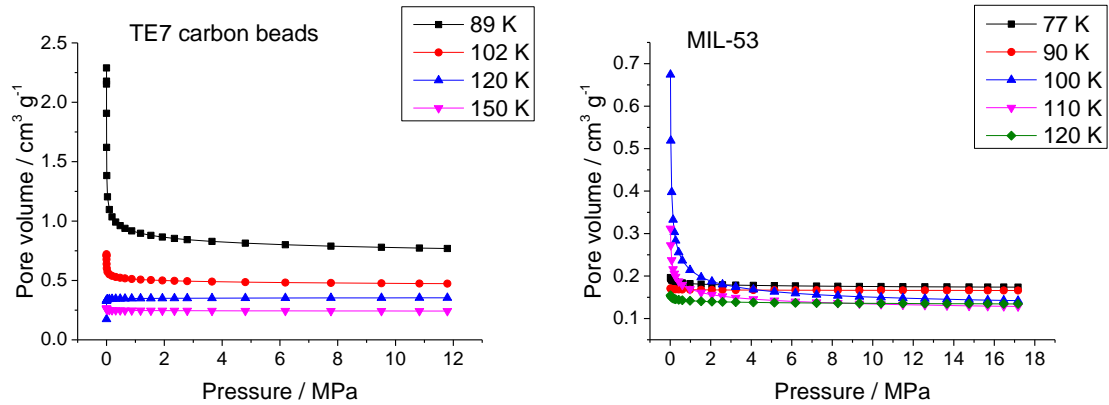 TE7 carbon beads
89 K
102 K
120 K
150 K
2.5
2.0
1.5
1.0
0.5
0.0
Pore volume / cm³ g⁻¹
0 2 4 6 8 10 12
Pressure / MPa
MIL-53
77 K
90 K
100 K
110 K
120 K
0.7
0.6
0.5
0.4
0.3
0.2
0.1
Pore volume / cm³ g⁻¹
0 2 4 6 8 10 12 14 16 18
Pressure / MPa